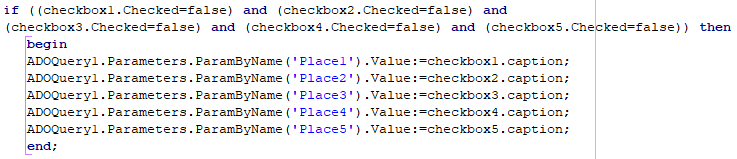 if ((checkbox1.Checked=false) and (checkbox2.Checked=false) and
(checkbox3.Checked=false) and (checkbox4.Checked=false) and (checkbox5.Checked=false)) then
begin
ADOQuery1.Parameters.ParamByName('Place1').Value:=checkbox1.caption;
ADOQuery1.Parameters.ParamByName('Place2').Value:=checkbox2.caption;
ADOQuery1.Parameters.ParamByName('Place3').Value:=checkbox3.caption;
ADOQuery1.Parameters.ParamByName('Place4').Value:=checkbox4.caption;
ADOQuery1.Parameters.ParamByName('Place5').Value:=checkbox5.caption;
end;